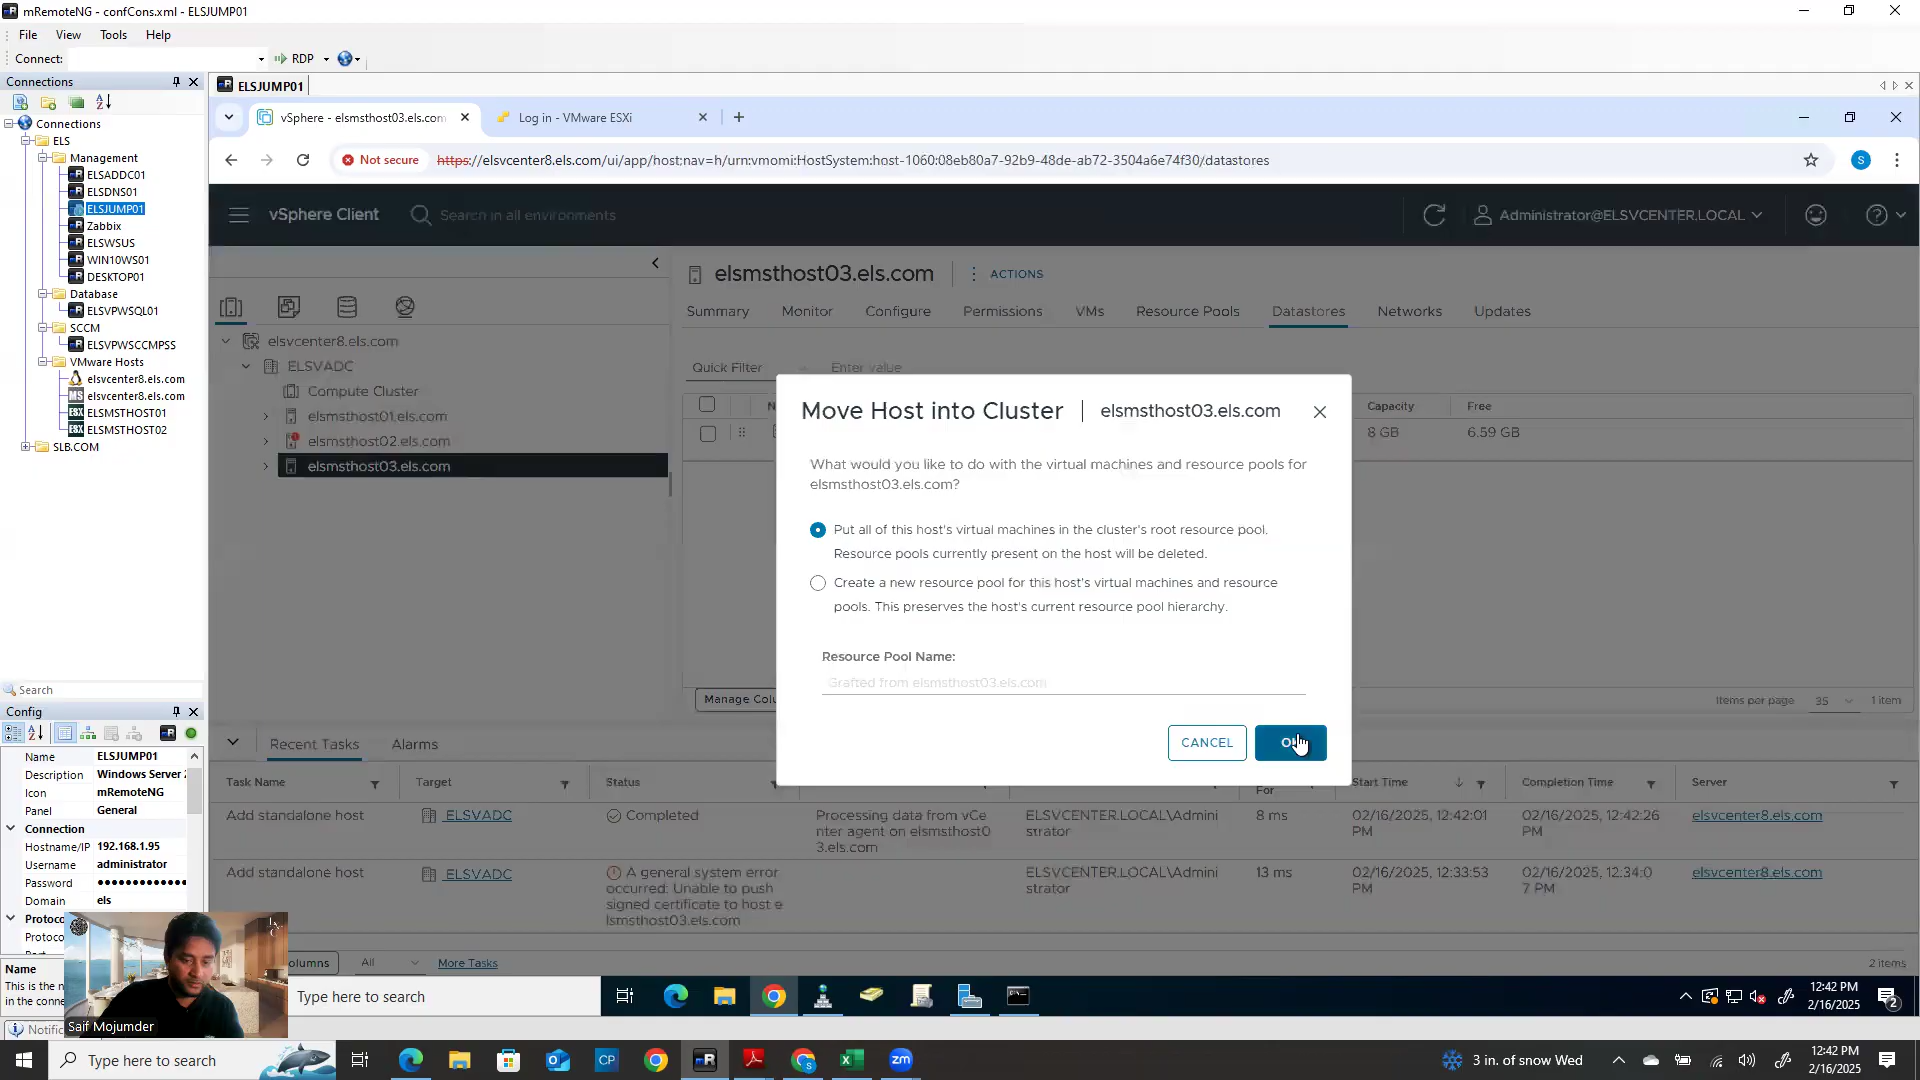 mRemoteNG - confCons.xml - ELSJUMP01
File View Tools Help
Connect: RDP
Connections
ELSJUMP01
vSphere - elsmsthost03.els.com
Log in - VMware ESXi
Not secure https://elsvcenter8.els.com/ui/app/host;nav=h/urn:vmomi:HostSystem:host-1060:08eb80a7-92b9-48de-ab72-3504a6e74f30/datastores
S
Connections
ELS
Management
ELSADDC01
ELSDNS01
ELSJUMP01
Zabbix
ELSWSUS
WIN10WS01
DESKTOP01
Database
ELSVPWSQL01
SCCM
ELSVPWSCCMPSS
VMware Hosts
elsvcenter8.els.com
elsvcenter8.els.com
ELSMSTHOST01
ELSMSTHOST02
SLB.COM
Search
Config
Name ELSJUMP01
Description Windows Server 2
Icon mRemoteNG
Panel General
Connection
Hostname/IP 192.168.1.95
Username administrator
Password ●●●●●●●●●●●●●
Domain els
Protoco
Protoco
Name
This is the n
in the conne
Notific
vSphere Client
Search in all environments
Administrator@ELSVCENTER.LOCAL
elsvcenter8.els.com
ELSVADC
Compute Cluster
elsmsthost01.els.com
elsmsthost02.els.com
elsmsthost03.els.com
elsmsthost03.els.com
ACTIONS
Summary Monitor Configure Permissions VMs Resource Pools Datastores Networks Updates
Quick Filter Enter value
N Capacity Free
8 GB 6.59 GB
Manage Colu
Items per page 35 1 item
Move Host into Cluster elsmsthost03.els.com
What would you like to do with the virtual machines and resource pools for
elsmsthost03.els.com?
Put all of this host's virtual machines in the cluster's root resource pool.
Resource pools currently present on the host will be deleted.
Create a new resource pool for this host's virtual machines and resource
pools. This preserves the host's current resource pool hierarchy.
Resource Pool Name:
Grafted from elsmsthost03.els.com
CANCEL OK
Recent Tasks Alarms
Task Name Target Status For Start Time Completion Time Server
Add standalone host ELSVADC Completed Processing data from vCe
nter agent on elsmsthost0
3.els.com ELSVCENTER.LOCAL\Admini
strator 8 ms 02/16/2025, 12:42:01
PM 02/16/2025, 12:42:26
PM elsvcenter8.els.com
Add standalone host ELSVADC A general system error
occurred: Unable to push
signed certificate to host e
lsmsthost03.els.com ELSVCENTER.LOCAL\Admini
strator 13 ms 02/16/2025, 12:33:53
PM 02/16/2025, 12:34:0
7 PM elsvcenter8.els.com
olumns All More Tasks 2 items
Type here to search
12:42 PM
2/16/2025
2
Saif Mojumder
Type here to search
CP
zm
3 in. of snow Wed
12:42 PM
2/16/2025